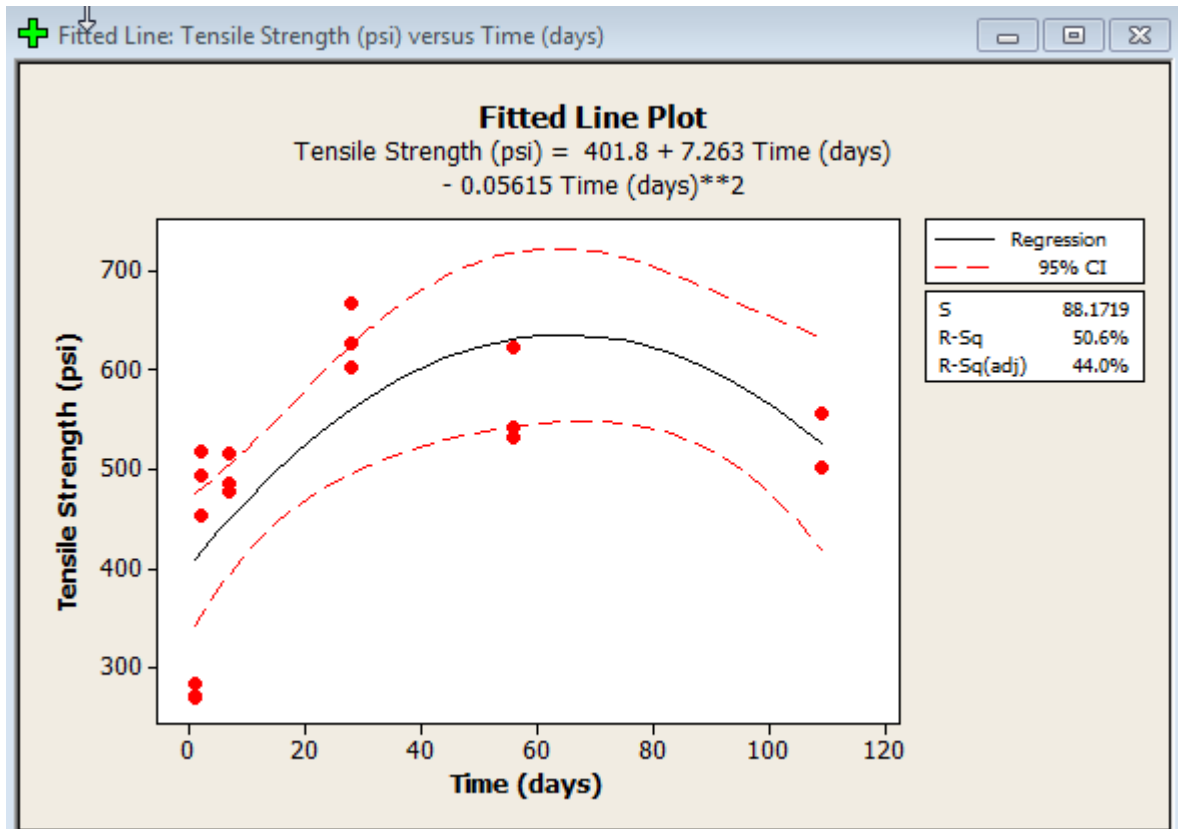 Fitted Line: Tensile Strength (psi) versus Time (days)
Fitted Line Plot
Tensile Strength (psi) = 401.8 + 7.263 Time (days)
- 0.05615 Time (days)**2
700
600
500
400
300
Tensile Strength (psi)
0 20 40 60 80 100 120
Time (days)
Regression
95% CI
S 88.1719
R-Sq 50.6%
R-Sq(adj) 44.0%